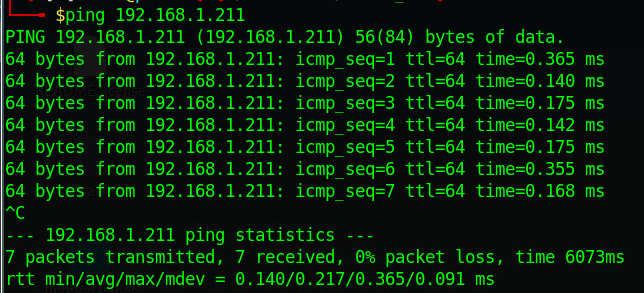 $ping 192.168.1.211
PING 192.168.1.211 (192.168.1.211) 56(84) bytes of data.
64 bytes from 192.168.1.211: icmp_seq=1 ttl=64 time=0.365 ms
64 bytes from 192.168.1.211: icmp_seq=2 ttl=64 time=0.140 ms
64 bytes from 192.168.1.211: icmp_seq=3 ttl=64 time=0.175 ms
64 bytes from 192.168.1.211: icmp_seq=4 ttl=64 time=0.142 ms
64 bytes from 192.168.1.211: icmp_seq=5 ttl=64 time=0.175 ms
64 bytes from 192.168.1.211: icmp_seq=6 ttl=64 time=0.355 ms
64 bytes from 192.168.1.211: icmp_seq=7 ttl=64 time=0.168 ms
^C
--- 192.168.1.211 ping statistics ---
7 packets transmitted, 7 received, 0% packet loss, time 6073ms
rtt min/avg/max/mdev = 0.140/0.217/0.365/0.091 ms